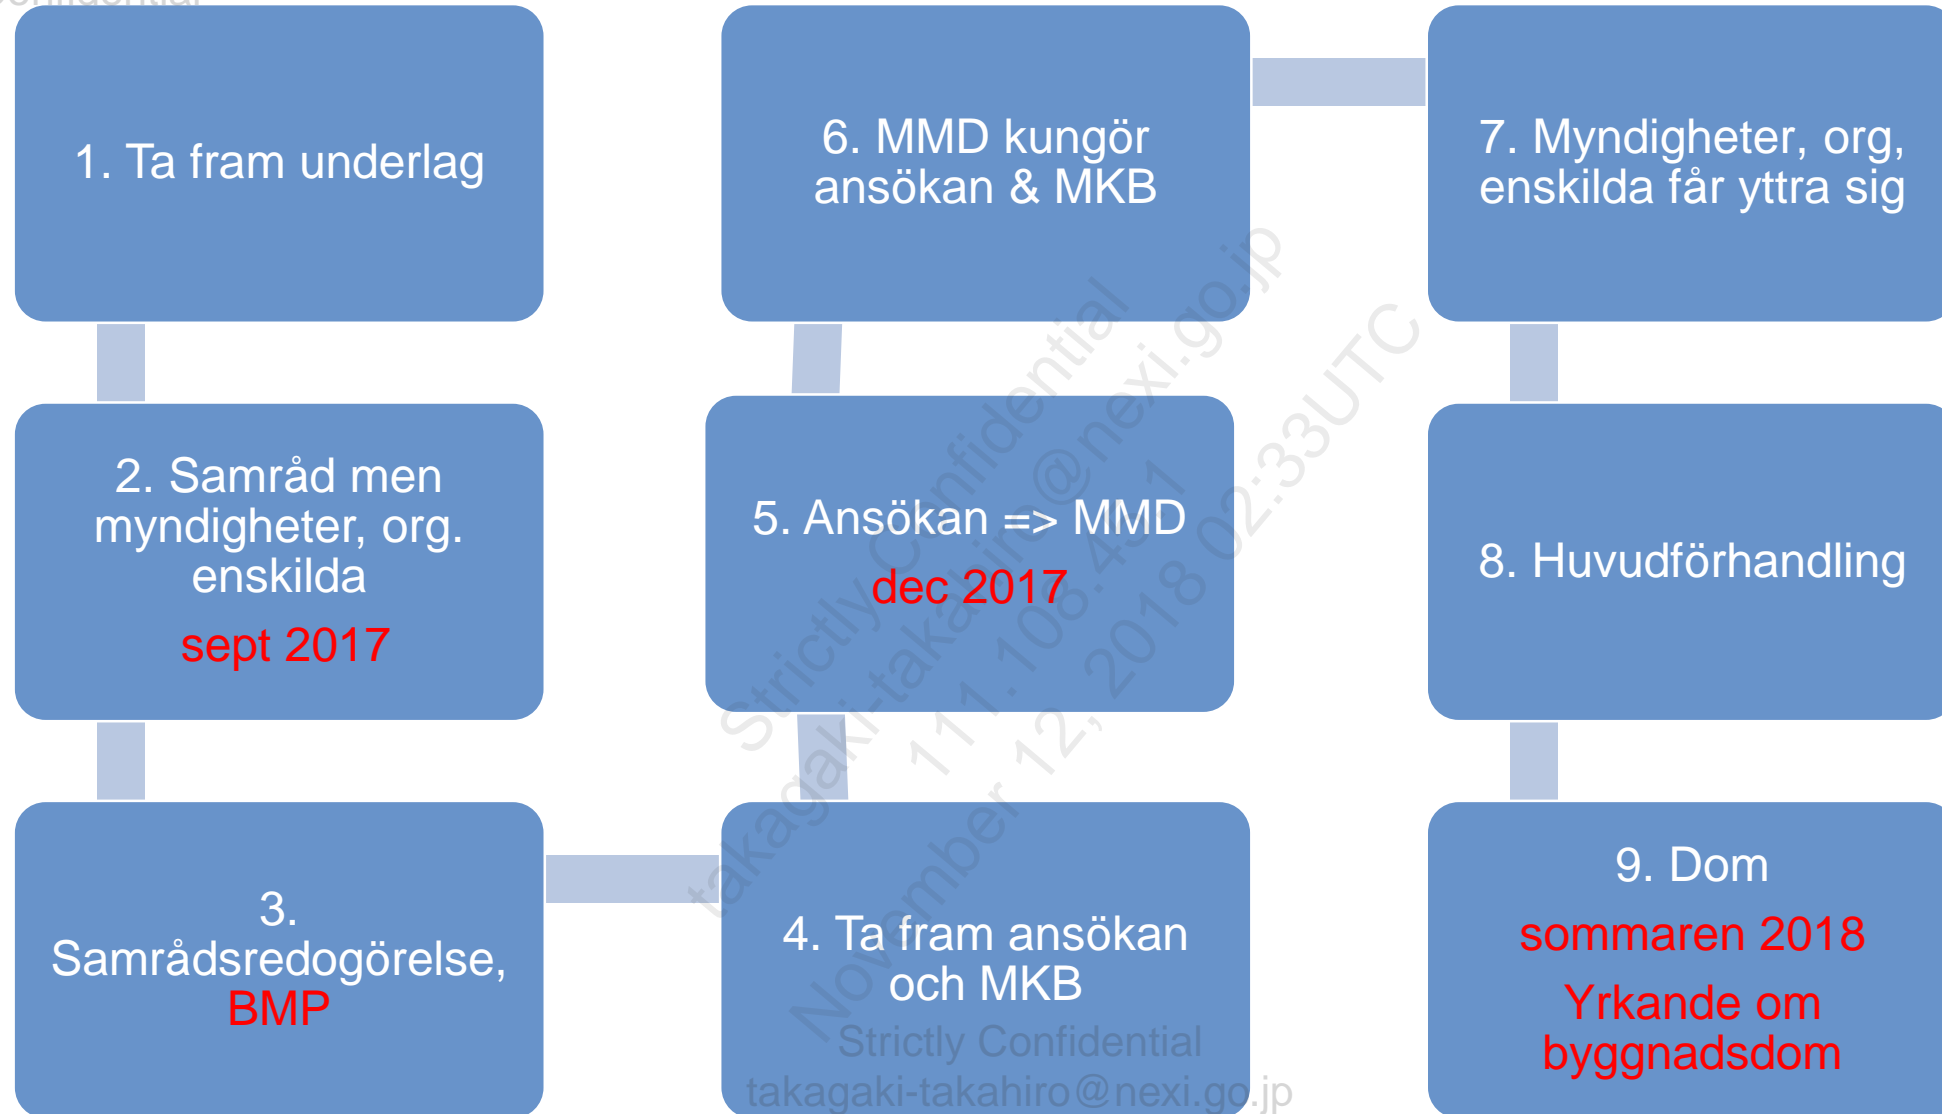 1. Ta fram underlag
2. Samråd men
myndigheter, org.
enskilda
sept 2017
3.
Samrådsredogörelse,
BMP
4. Ta fram ansökan
och MKB
5. Ansökan => MMD
dec 2017
6. MMD kungör
ansökan & MKB
7. Myndigheter, org,
enskilda får yttra sig
8. Huvudförhandling
9. Dom
sommaren 2018
Yrkande om
byggnadsdom
Strictly Confidential
takagaki-takahiro@nexi.go.jp
November 12, 2018 02:33UTC
Strictly Confidential
takagaki-takahiro@nexi.go.jp